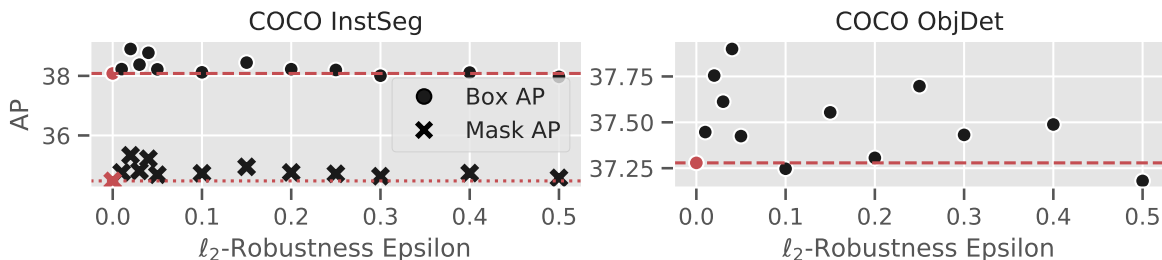 COCO InstSeg
AP
38
36
Box AP
Mask AP
0.0 0.1 0.2 0.3 0.4 0.5
ℓ2-Robustness Epsilon
COCO ObjDet
37.75
37.50
37.25
0.0 0.1 0.2 0.3 0.4 0.5
ℓ2-Robustness Epsilon